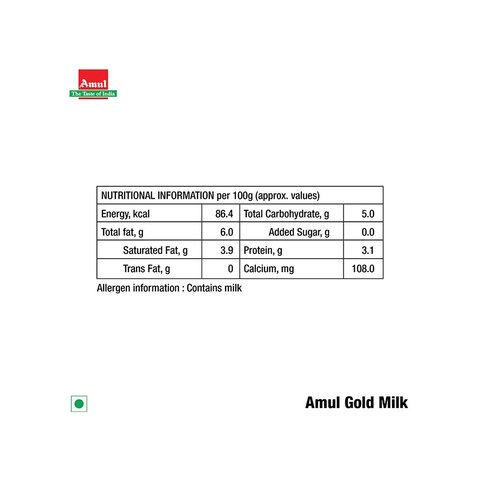 Amul
The Taste of India
NUTRITIONAL INFORMATION per 100g (approx. values)
Energy, kcal 86.4 Total Carbohydrate, g 5.0
Total fat, g 6.0 Added Sugar, g 0.0
Saturated Fat, g 3.9 Protein, g 3.1
Trans Fat, g 0 Calcium, mg 108.0
Allergen information : Contains milk
Amul Gold Milk